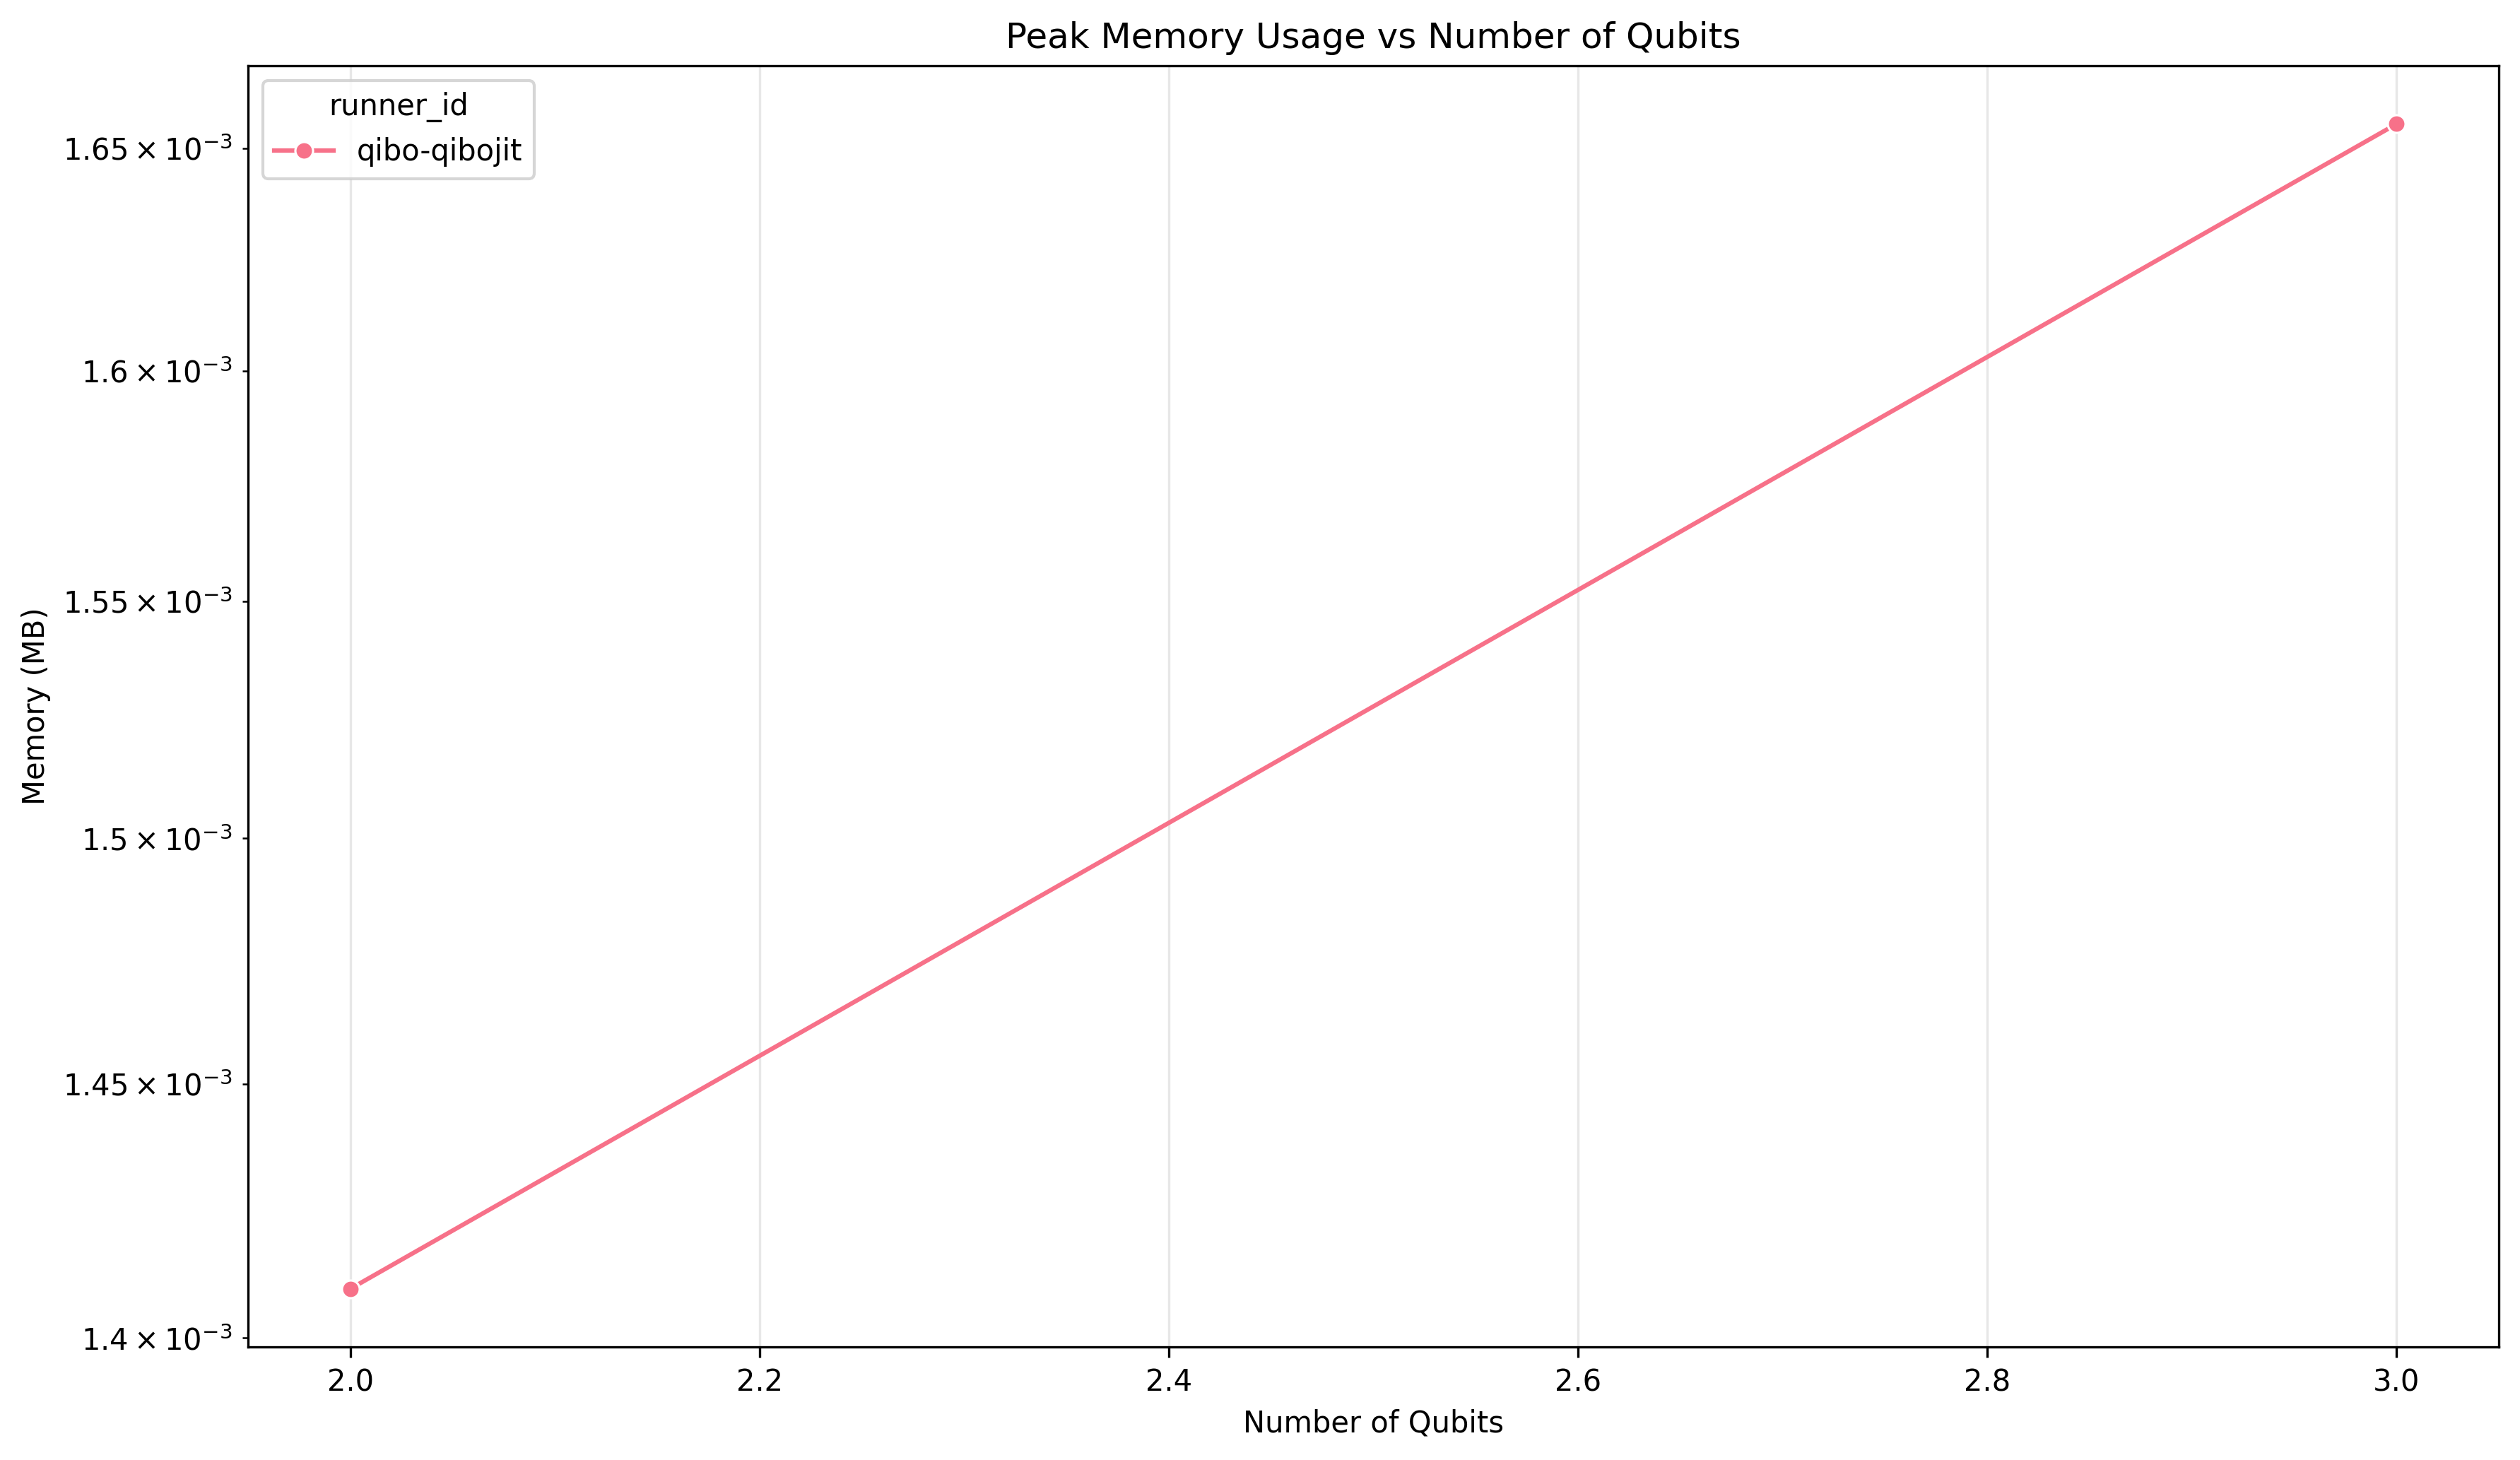 Peak Memory Usage vs Number of Qubits
runner_id
qibo-qibojit
1.65 × 10⁻³
1.6 × 10⁻³
1.55 × 10⁻³
1.5 × 10⁻³
1.45 × 10⁻³
1.4 × 10⁻³
Memory (MB)
2.0 2.2 2.4 2.6 2.8 3.0
Number of Qubits